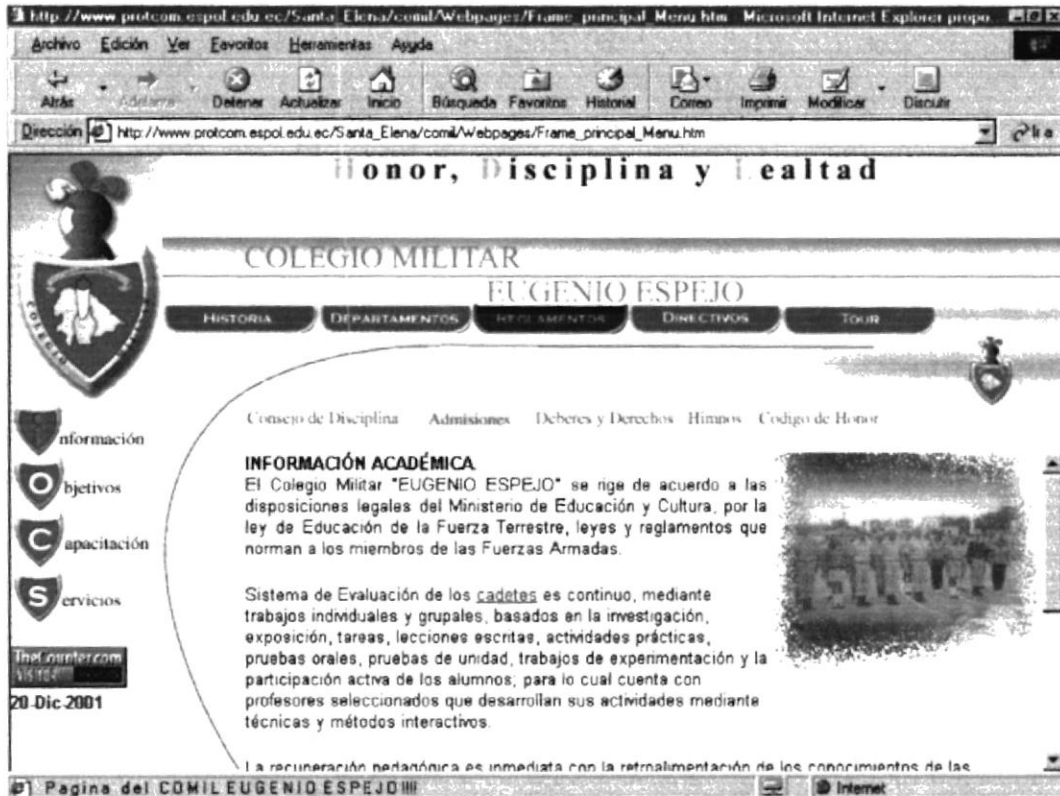 http://www.protcom.espol.edu.ec/Santa_Elena/comil/Webpages/Frame_principal_Menu.htm Microsoft Internet Explorer propo
Archivo Edición Ver Favoritos Herramientas Ayuda
Atrás Adelante Detener Actualizar Inicio Búsqueda Favoritos Historial Correo Imprimir Modificar Discutir
Dirección http://www.protcom.espol.edu.ec/Santa_Elena/comil/Webpages/Frame_principal_Menu.htm Ir a
Honor, Disciplina y Lealtad
COLEGIO MILITAR
EUGENIO ESPEJO
COLEGIO
HISTORIA DEPARTAMENTOS REGLAMENTOS DIRECTIVOS TOUR
Consejo de Disciplina Admisiones Deberes y Derechos Himnos Codigo de Honor
Información
Objetivos
Capacitación
Servicios
TheCounter.com
20-Dic-2001
INFORMACIÓN ACADÉMICA
El Colegio Militar "EUGENIO ESPEJO" se rige de acuerdo a las
disposiciones legales del Ministerio de Educación y Cultura, por la
ley de Educación de la Fuerza Terrestre, leyes y reglamentos que
norman a los miembros de las Fuerzas Armadas.
Sistema de Evaluación de los cadetes es continuo, mediante
trabajos individuales y grupales, basados en la investigación,
exposición, tareas, lecciones escritas, actividades prácticas,
pruebas orales, pruebas de unidad, trabajos de experimentación y la
participación activa de los alumnos; para lo cual cuenta con
profesores seleccionados que desarrollan sus actividades mediante
técnicas y métodos interactivos.
La recuperación pedagógica es inmediata con la retroalimentación de los conocimientos de las
Pagina del COMIL EUGENIO ESPEJO!!!! Internet